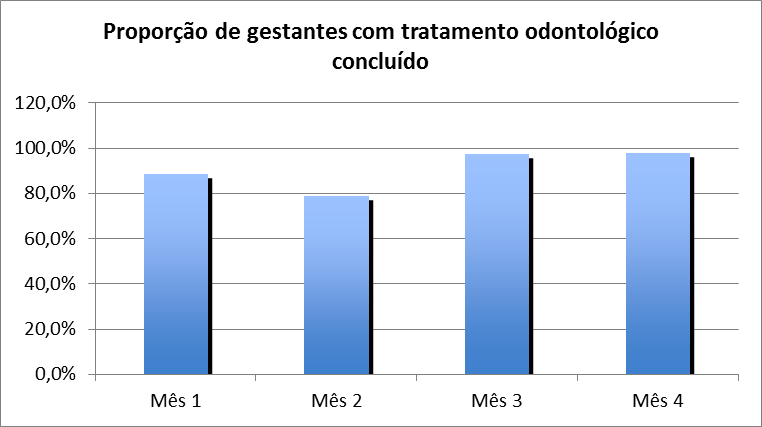 Proporção de gestantes com tratamento odontológico
concluído
120,0%
100,0%
80,0%
60,0%
40,0%
20,0%
0,0%
Mês 1 Mês 2 Mês 3 Mês 4